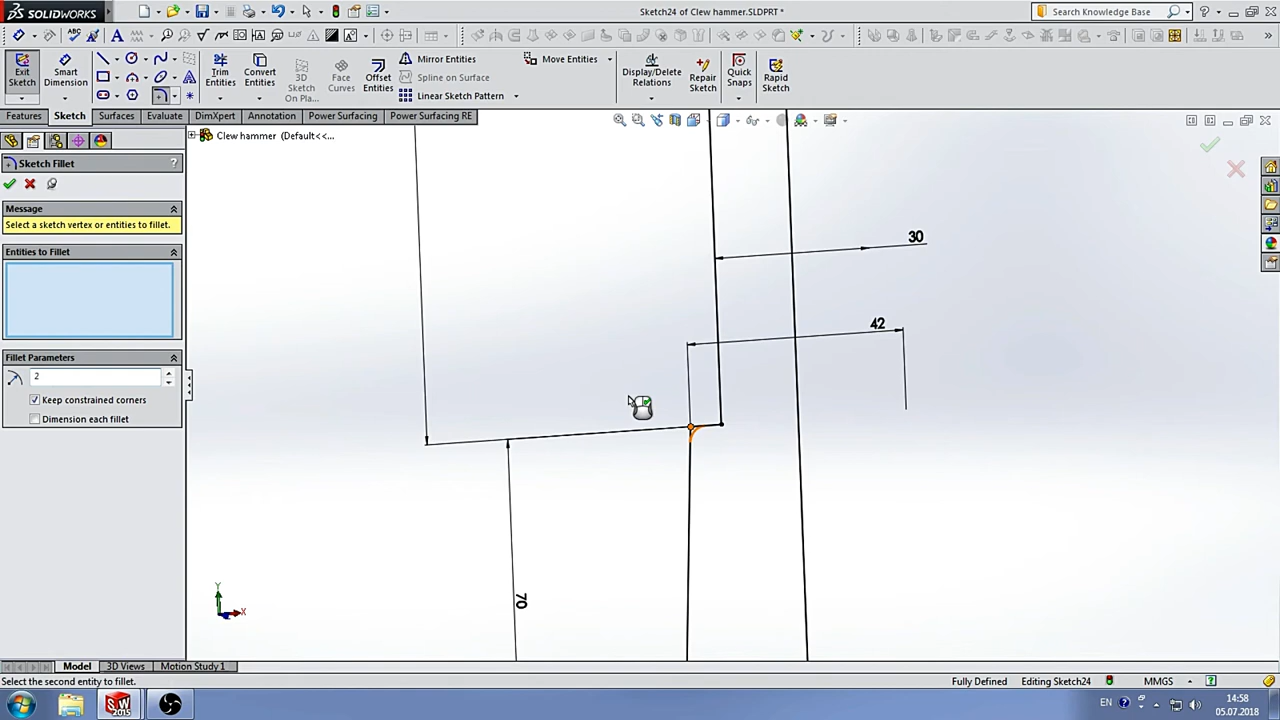 SOLIDWORKS
Sketch24 of Clew hammer.SLDPRT *
Search Knowledge Base
Exit Sketch
Smart Dimension
Trim Entities
Convert Entities
3D Sketch On Pla...
Face Curves
Offset Entities
Mirror Entities
Spline on Surface
Linear Sketch Pattern
Move Entities
Display/Delete Relations
Repair Sketch
Quick Snaps
Rapid Sketch
Features
Sketch
Surfaces
Evaluate
DimXpert
Annotation
Power Surfacing
Power Surfacing RE
Clew hammer (Default<<...
Sketch Fillet
?
Message
Select a sketch vertex or entities to fillet.
Entities to Fillet
Fillet Parameters
2
Keep constrained corners
Dimension each fillet
30
42
70
Y
X
Model
3D Views
Motion Study 1
Select the second entity to fillet.
Fully Defined
Editing Sketch24
MMGS
EN
14:58
05.07.2018
SW
2015